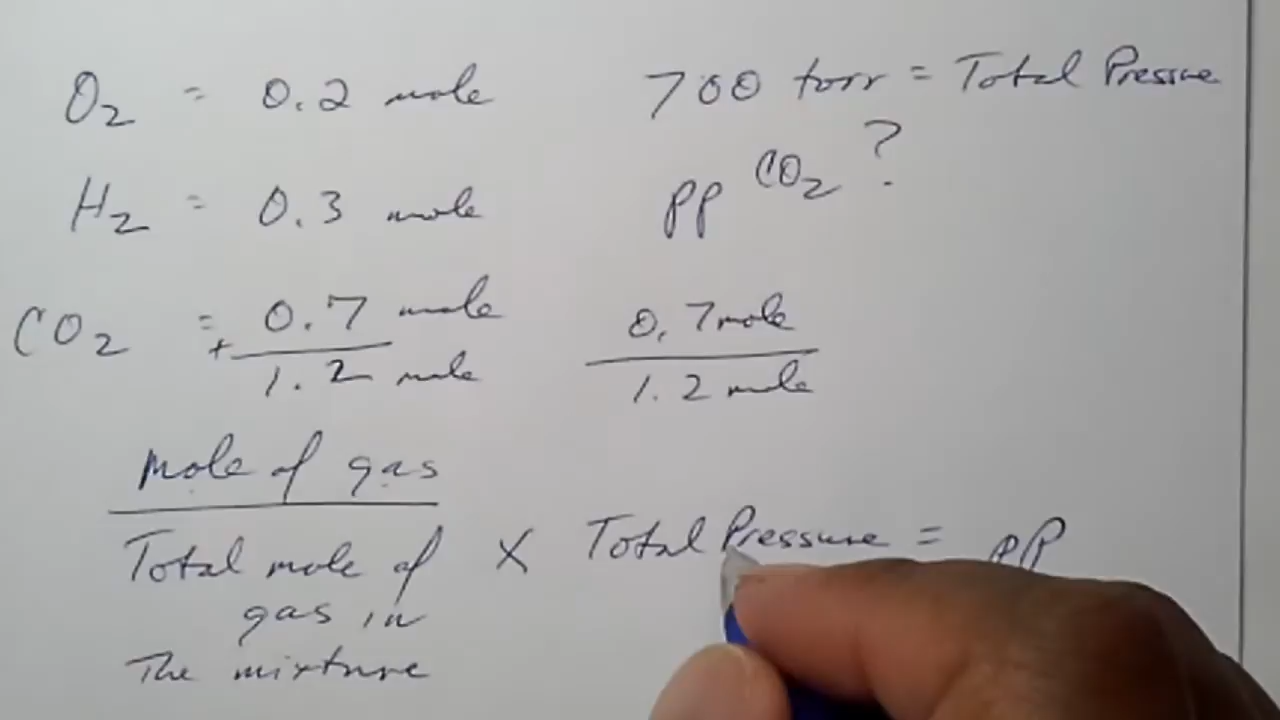 O2 = 0.2 mole
H2 = 0.3 mole
CO2 = + 0.7 mole
1.2 mole
700 torr = Total Pressure
PP CO2 ?
0.7 mole
1.2 mole
mole of gas
Total mole of
gas in
The mixture
X Total Pressure = PP